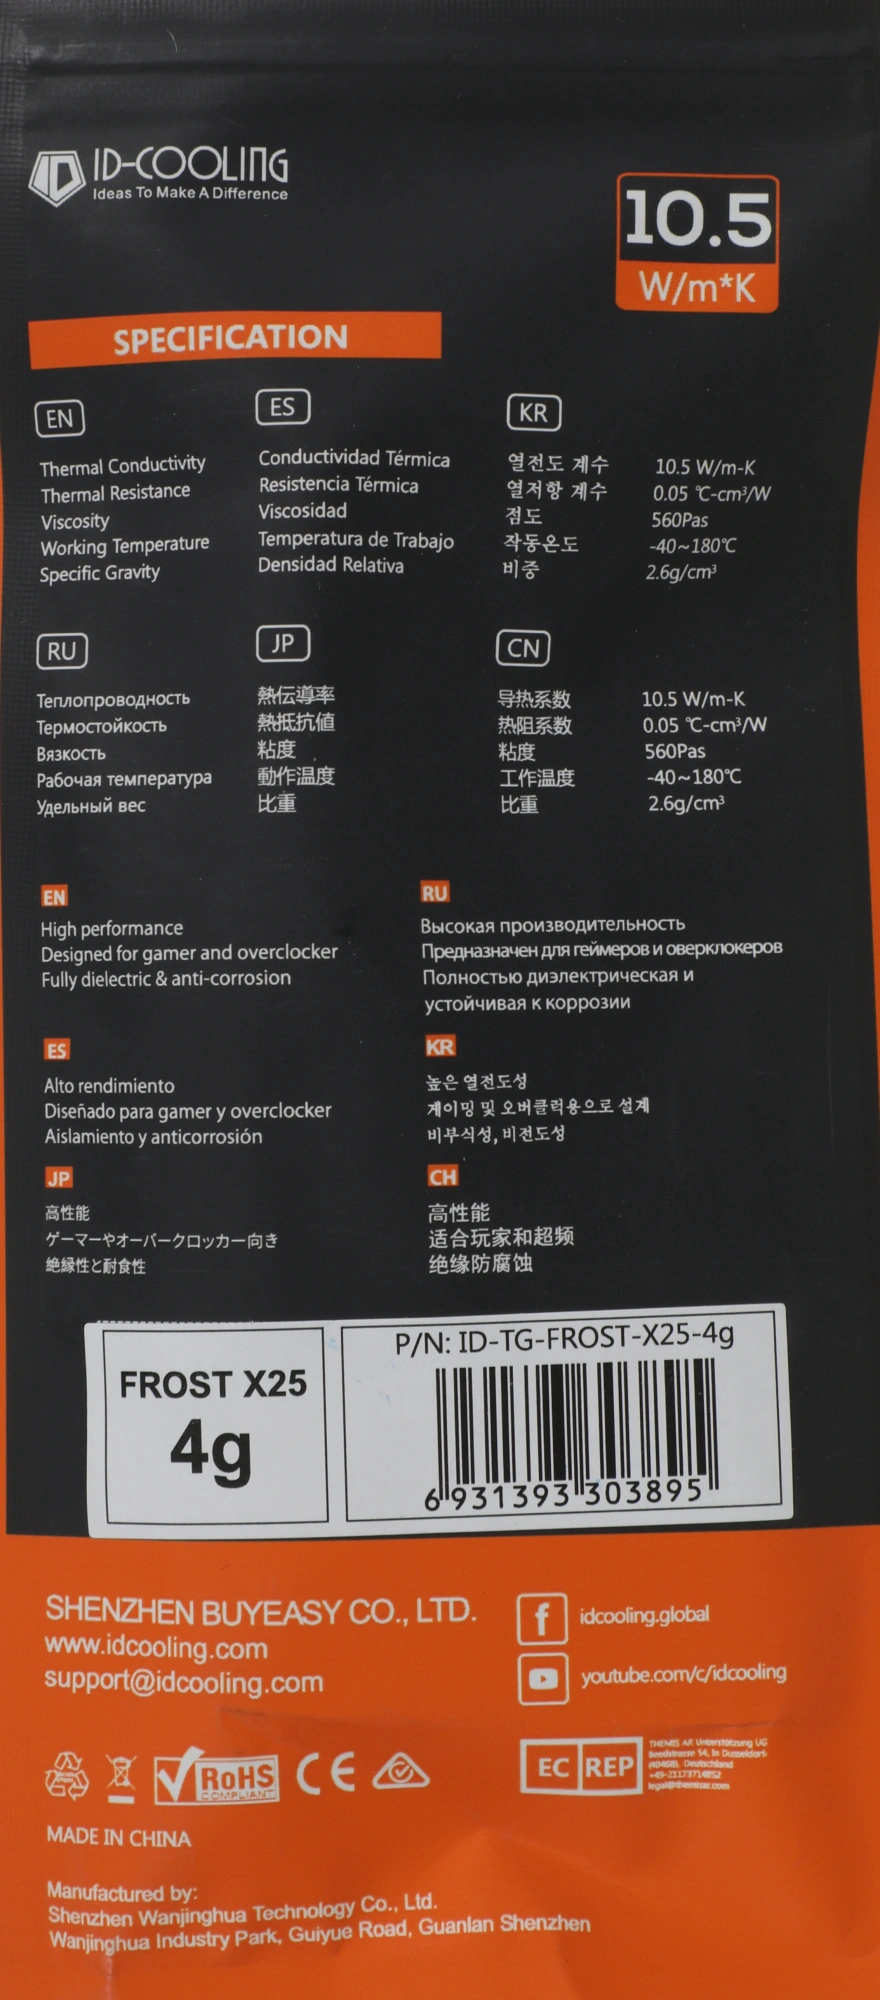 ID-COOLING
Ideas To Make A Difference
10.5
W/m*K
SPECIFICATION
EN
Thermal Conductivity
Thermal Resistance
Viscosity
Working Temperature
Specific Gravity
ES
Conductividad Térmica
Resistencia Térmica
Viscosidad
Temperatura de Trabajo
Densidad Relativa
KR
열전도 계수 10.5 W/m-K
열저항 계수 0.05 ℃-cm³/W
점도 560Pas
작동온도 -40~180℃
비중 2.6g/cm³
RU
Теплопроводность
Термостойкость
Вязкость
Рабочая температура
Удельный вес
JP
熱伝導率
熱抵抗値
粘度
動作温度
比重
CN
导热系数 10.5 W/m-K
热阻系数 0.05 ℃-cm³/W
粘度 560Pas
工作温度 -40~180℃
比重 2.6g/cm³
EN
High performance
Designed for gamer and overclocker
Fully dielectric & anti-corrosion
RU
Высокая производительность
Предназначен для геймеров и оверклокеров
Полностью диэлектрическая и
устойчивая к коррозии
ES
Alto rendimiento
Diseñado para gamer y overclocker
Aislamiento y anticorrosión
KR
높은 열전도성
게이밍 및 오버클럭용으로 설계
비부식성, 비전도성
JP
高性能
ゲーマーやオーバークロッカー向き
絶縁性と耐食性
CH
高性能
适合玩家和超频
绝缘防腐蚀
FROST X25
4g
P/N: ID-TG-FROST-X25-4g
6 931393 303895
SHENZHEN BUYEASY CO., LTD.
www.idcooling.com
support@idcooling.com
idcooling.global
youtube.com/c/idcooling
RoHS
COMPLIANT
CE
EC REP
THEMIS AR Unterstützung UG
Deutschland
MADE IN CHINA
Manufactured by:
Shenzhen Wanjinghua Technology Co., Ltd.
Wanjinghua Industry Park, Guiyue Road, Guanlan Shenzhen